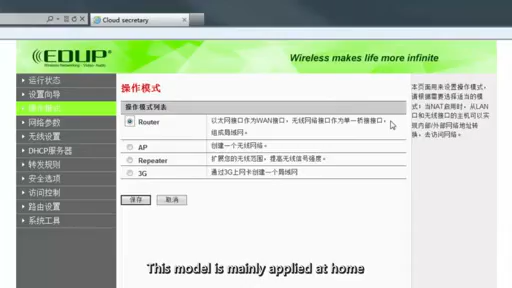 Cloud secretary
EDUP
Wireless Networking · Today · Audio
Wireless makes life more infinite
运行状态
设置向导
操作模式
网络参数
无线设置
DHCP服务器
转发规则
安全选项
访问控制
路由设置
系统工具
操作模式
操作模式列表
Router
以太网接口作为WAN接口，无线网络接口作为单一桥接接口，
组成局域网。
AP
创建一个无线网络。
Repeater
扩展您的无线范围，提高无线信号强度。
3G
通过3G上网卡创建一个局域网
保存
取消
本页面用来设置操作模式，
请根据需要选择适当的模
式；当NAT启用时，从LAN
口和无线接口的主机可以实
现内部/外部网络地址转
换，去访问网络.
This model is mainly applied at home